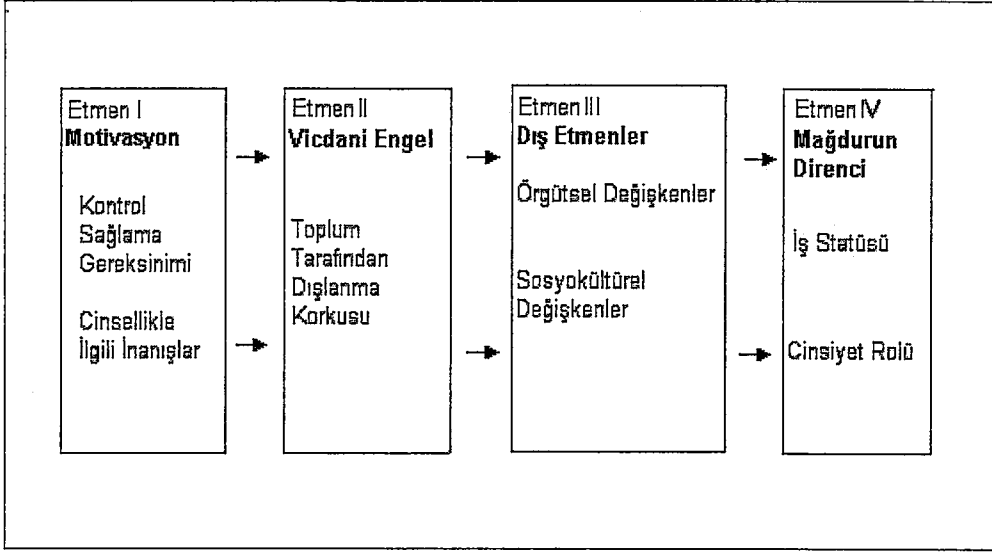 Etmen I
Motivasyon
Kontrol
Sağlama
Gereksinimi
Cinsellikle
İlgili İnanışlar
Etmen II
Vicdani Engel
Toplum
Tarafından
Dışlanma
Korkusu
Etmen III
Dış Etmenler
Örgütsel Değişkenler
Sosyokültürel
Değişkenler
Etmen IV
Mağdurun
Direnci
İş Statüsü
Cinsiyet Rolü